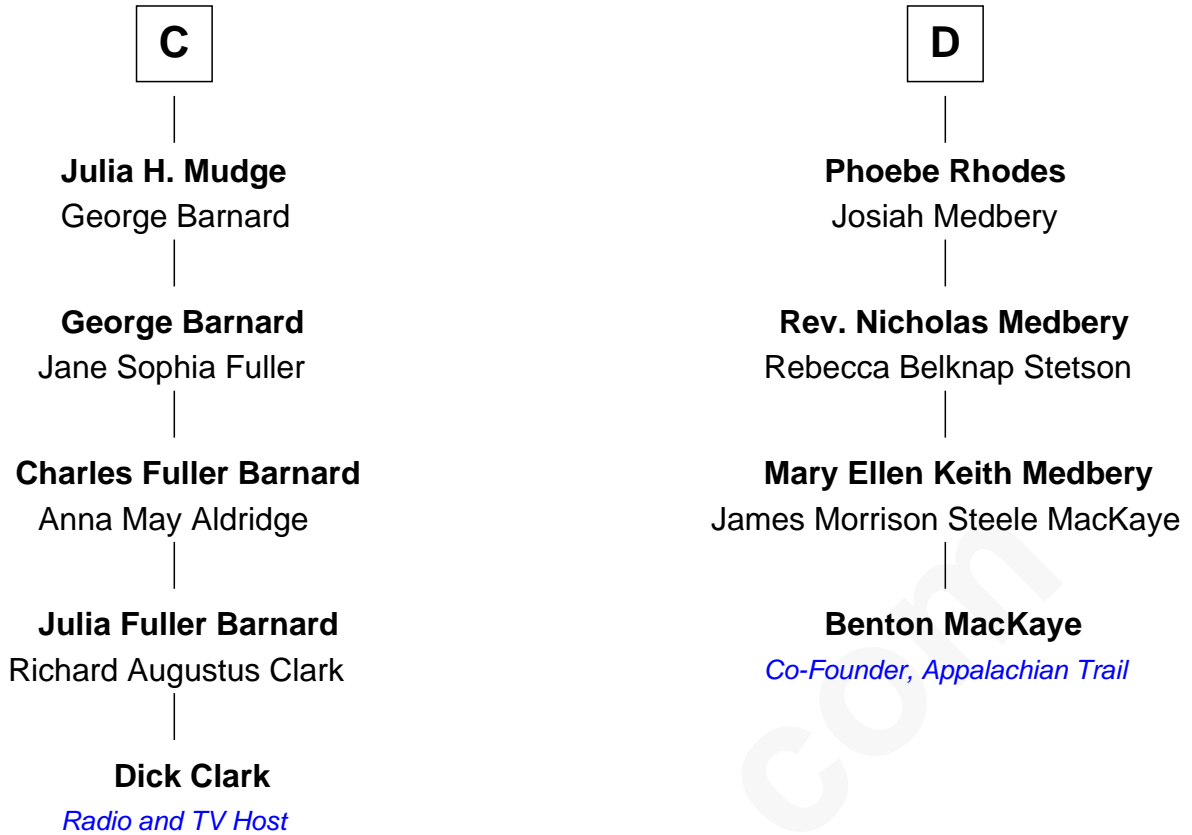 C
Julia H. Mudge
George Barnard
George Barnard
Jane Sophia Fuller
Charles Fuller Barnard
Anna May Aldridge
Julia Fuller Barnard
Richard Augustus Clark
Dick Clark
Radio and TV Host
D
Phoebe Rhodes
Josiah Medbery
Rev. Nicholas Medbery
Rebecca Belknap Stetson
Mary Ellen Keith Medbery
James Morrison Steele MacKaye
Benton MacKaye
Co-Founder, Appalachian Trail
com